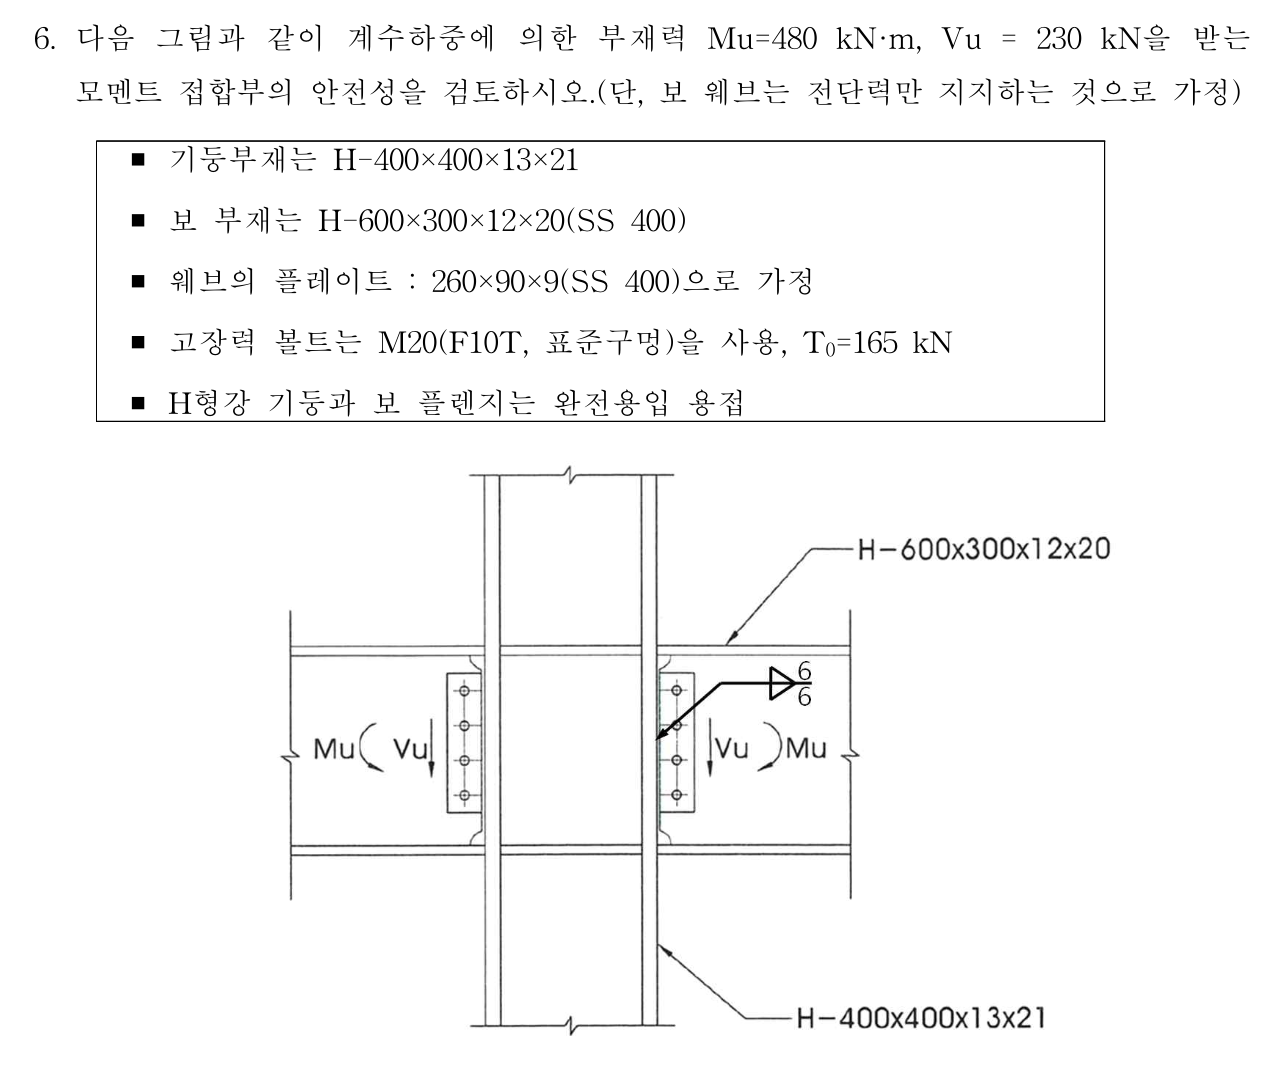 6. 다음 그림과 같이 계수하중에 의한 부재력 Mu=480 kN·m, Vu = 230 kN을 받는
모멘트 접합부의 안전성을 검토하시오.(단, 보 웨브는 전단력만 지지하는 것으로 가정)
■ 기둥부재는 H-400×400×13×21
■ 보 부재는 H-600×300×12×20(SS 400)
■ 웨브의 플레이트 : 260×90×9(SS 400)으로 가정
■ 고장력 볼트는 M20(F10T, 표준구멍)을 사용, T₀=165 kN
■ H형강 기둥과 보 플렌지는 완전용입 용접
H-600x300x12x20
6
6
Mu Vu Vu Mu
H-400x400x13x21